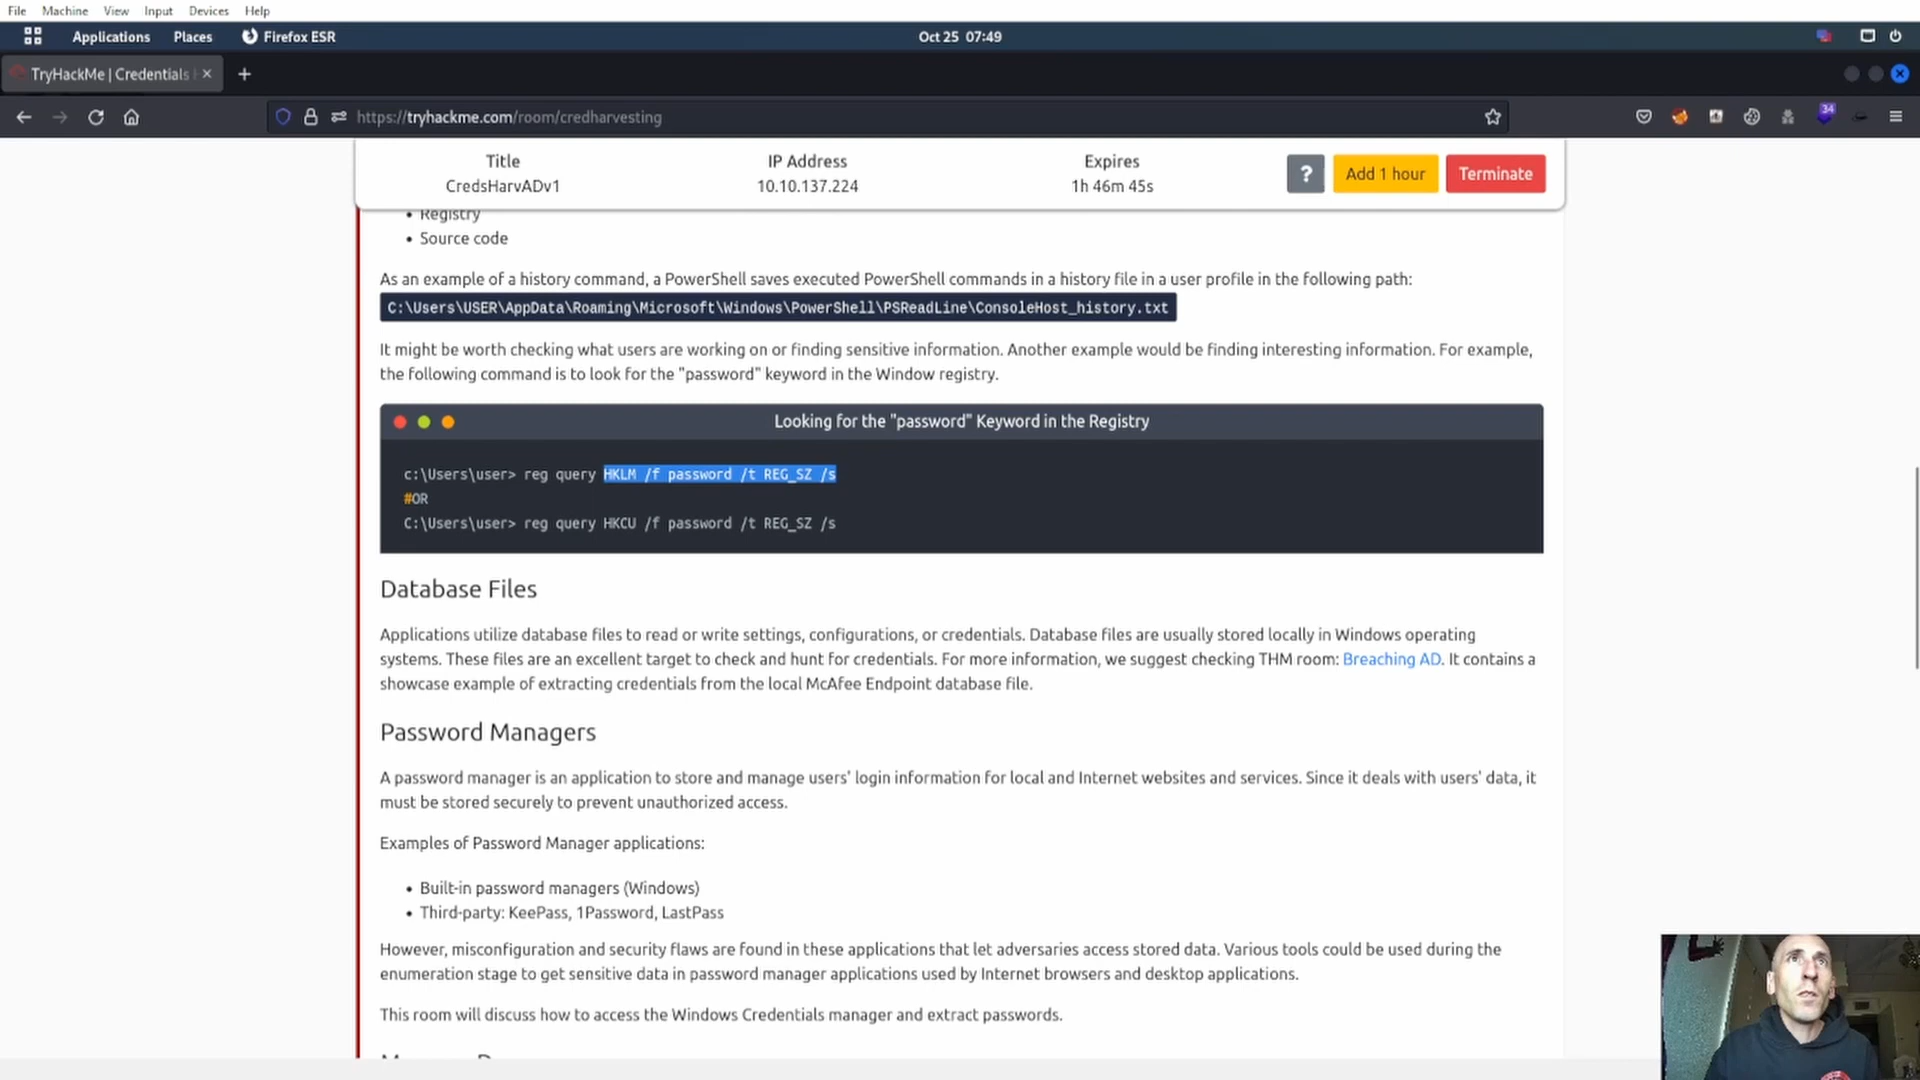 File Machine View Input Devices Help
Applications Places Firefox ESR Oct 25 07:49
TryHackMe | Credentials
https://tryhackme.com/room/credharvesting
34
Title IP Address Expires
CredsHarvADv1 10.10.137.224 1h 46m 45s
? Add 1 hour Terminate
• Registry
• Source code
As an example of a history command, a PowerShell saves executed PowerShell commands in a history file in a user profile in the following path:
C:\Users\USER\AppData\Roaming\Microsoft\Windows\PowerShell\PSReadLine\ConsoleHost_history.txt
It might be worth checking what users are working on or finding sensitive information. Another example would be finding interesting information. For example,
the following command is to look for the "password" keyword in the Window registry.
Looking for the "password" Keyword in the Registry
c:\Users\user> reg query HKLM /f password /t REG_SZ /s
#OR
C:\Users\user> reg query HKCU /f password /t REG_SZ /s
Database Files
Applications utilize database files to read or write settings, configurations, or credentials. Database files are usually stored locally in Windows operating
systems. These files are an excellent target to check and hunt for credentials. For more information, we suggest checking THM room: Breaching AD. It contains a
showcase example of extracting credentials from the local McAfee Endpoint database file.
Password Managers
A password manager is an application to store and manage users' login information for local and Internet websites and services. Since it deals with users' data, it
must be stored securely to prevent unauthorized access.
Examples of Password Manager applications:
• Built-in password managers (Windows)
• Third-party: KeePass, 1Password, LastPass
However, misconfiguration and security flaws are found in these applications that let adversaries access stored data. Various tools could be used during the
enumeration stage to get sensitive data in password manager applications used by Internet browsers and desktop applications.
This room will discuss how to access the Windows Credentials manager and extract passwords.